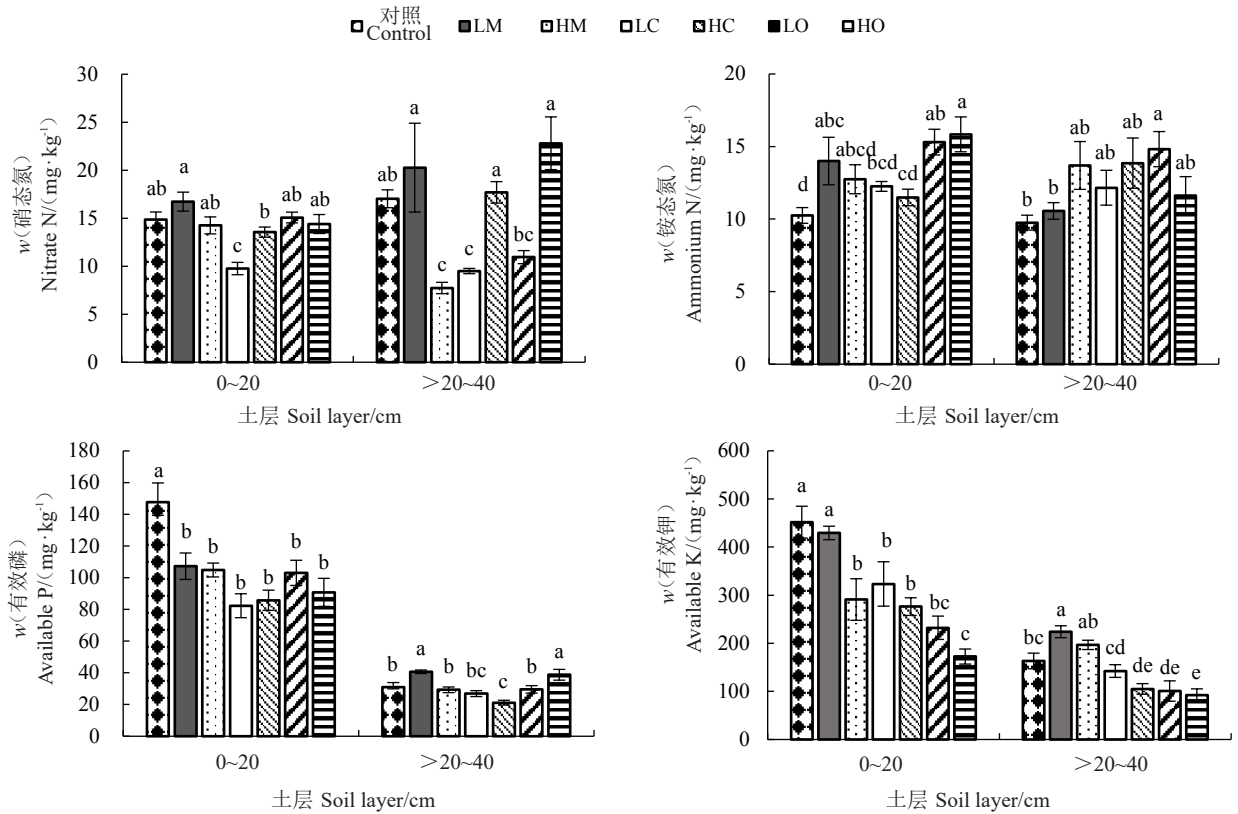 对照
Control LM HM LC HC LO HO
w(硝态氮)
Nitrate N/(mg·kg⁻¹)
30
25
20
15
10
5
0
ab a ab c ab b ab ab
a a c c a bc a
0~20 >20~40
土层 Soil layer/cm
w(铵态氮)
Ammonium N/(mg·kg⁻¹)
20
15
10
5
0
d abc abcd bcd cd ab a
b b ab ab ab a ab
0~20 >20~40
土层 Soil layer/cm
w(有效磷)
Available P/(mg·kg⁻¹)
180
160
140
120
100
80
60
40
20
0
a b b b b b b
b a b bc c b a
0~20 >20~40
土层 Soil layer/cm
w(有效钾)
Available K/(mg·kg⁻¹)
600
500
400
300
200
100
0
a a b b b bc c
bc a ab cd de de e
0~20 >20~40
土层 Soil layer/cm